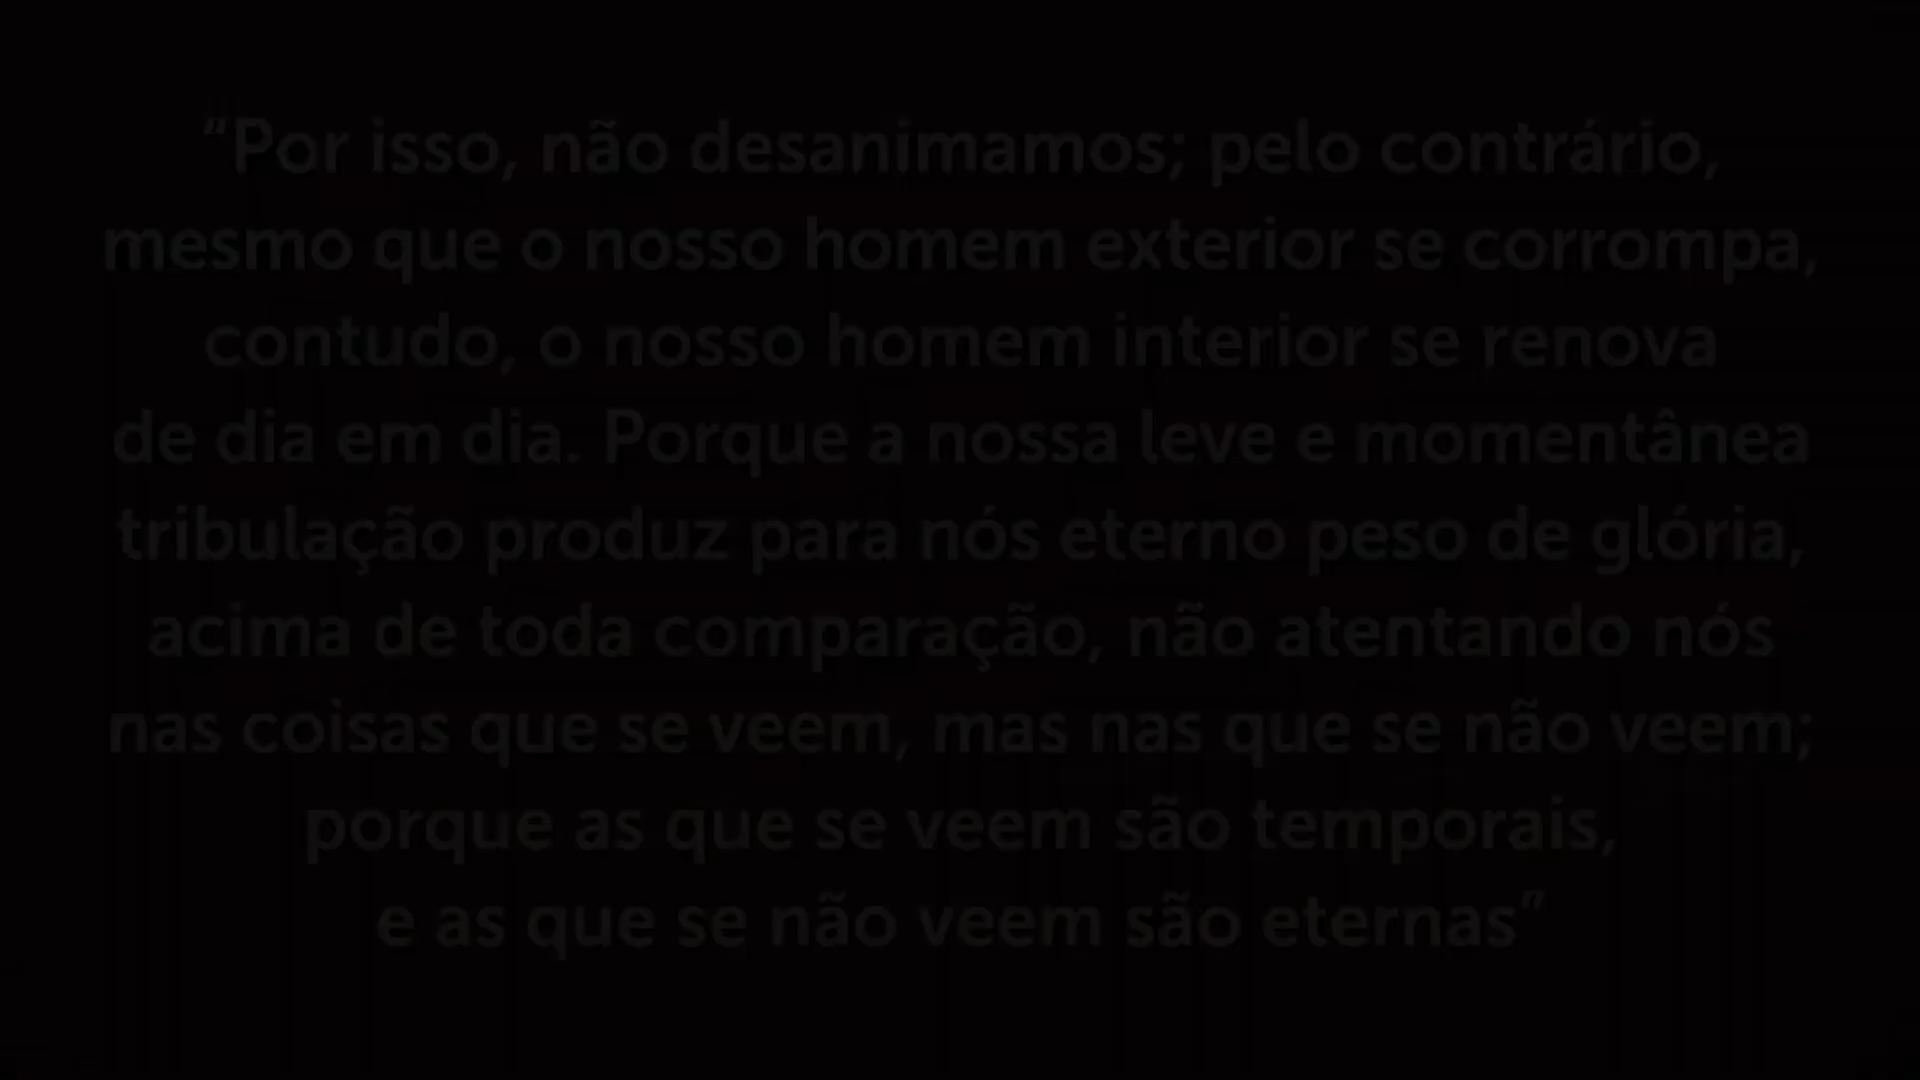 “Por isso, não desanimamos; pelo contrário,
mesmo que o nosso homem exterior se corrompa,
contudo, o nosso homem interior se renova
de dia em dia. Porque a nossa leve e momentânea
tribulação produz para nós eterno peso de glória,
acima de toda comparação, não atentando nós
nas coisas que se veem, mas nas que se não veem;
porque as que se veem são temporais,
e as que se não veem são eternas”